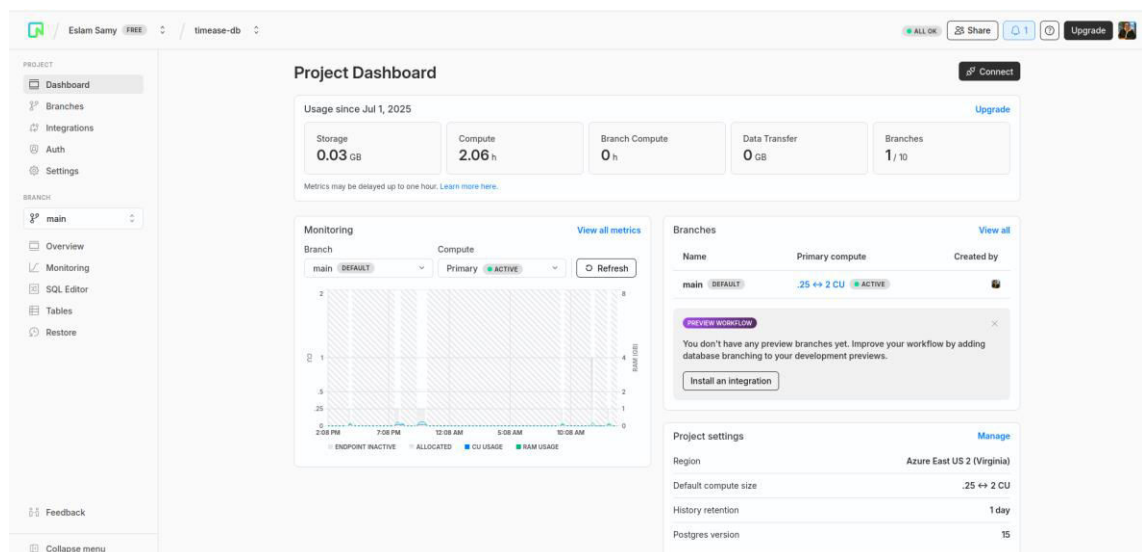 Eslam Samy FREE
timease-db
ALL OK
Share
1
Upgrade
PROJECT
Dashboard
Branches
Integrations
Auth
Settings
BRANCH
main
Overview
Monitoring
SQL Editor
Tables
Restore
Feedback
Collapse menu
Project Dashboard
Connect
Usage since Jul 1, 2025
Upgrade
Storage
0.03 GB
Compute
2.06 h
Branch Compute
0 h
Data Transfer
0 GB
Branches
1 / 10
Metrics may be delayed up to one hour. Learn more here.
Monitoring
View all metrics
Branch
Compute
main DEFAULT
Primary ACTIVE
Refresh
2 8
CU 1 4 RAM (GB)
.5 2
.25 1
0 0
2:08 PM 7:08 PM 12:08 AM 5:08 AM 10:08 AM
ENDPOINT INACTIVE ALLOCATED CU USAGE RAM USAGE
Branches
View all
Name Primary compute Created by
main DEFAULT .25 ↔ 2 CU ACTIVE
PREVIEW WORKFLOW
You don't have any preview branches yet. Improve your workflow by adding
database branching to your development previews.
Install an integration
Project settings
Manage
Region Azure East US 2 (Virginia)
Default compute size .25 ↔ 2 CU
History retention 1 day
Postgres version 15